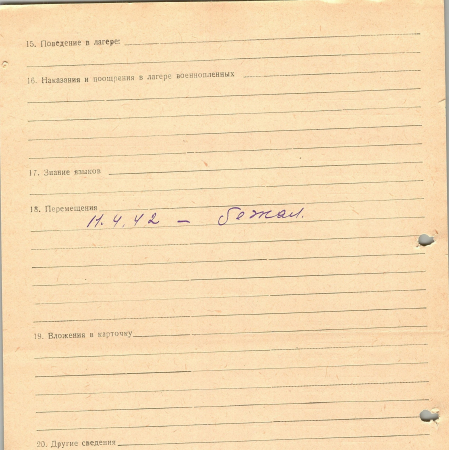 15. Поведение в лагере:
16. Наказания и поощрения в лагере военнопленных
17. Знание языков
18. Перемещения
11.4.42 – бежал.
19. Вложения в карточку
20. Другие сведения